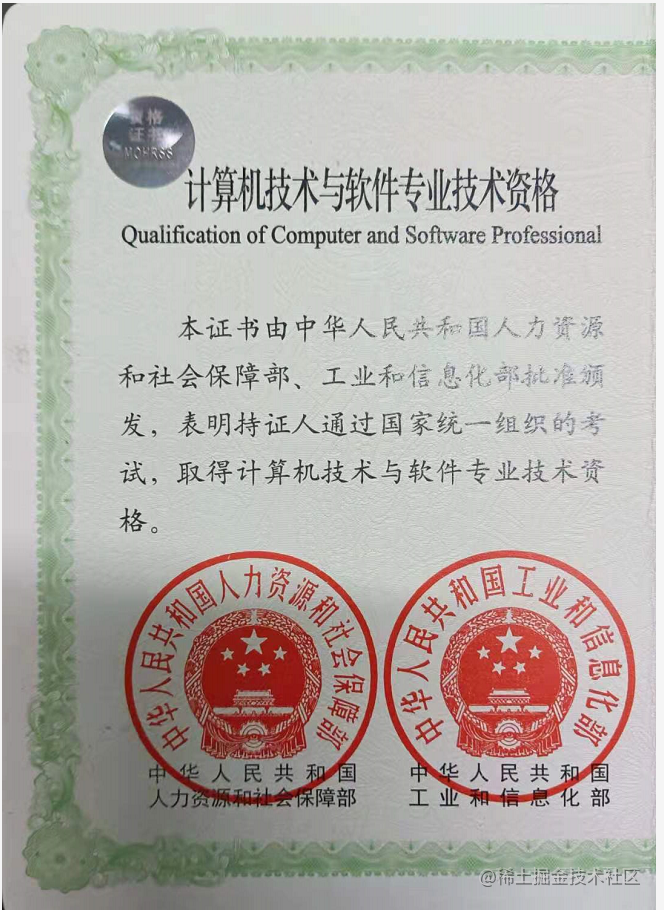 资格
证书
MOHRSS
计算机技术与软件专业技术资格
Qualification of Computer and Software Professional
本证书由中华人民共和国人力资源
和社会保障部、工业和信息化部批准颁
发，表明持证人通过国家统一组织的考
试，取得计算机技术与软件专业技术资
格。
中华人民共和国人力资源和社会保障部
中华人民共和国工业和信息化部
中华人民共和国
人力资源和社会保障部
中华人民共和国
工业和信息化部
@稀土掘金技术社区